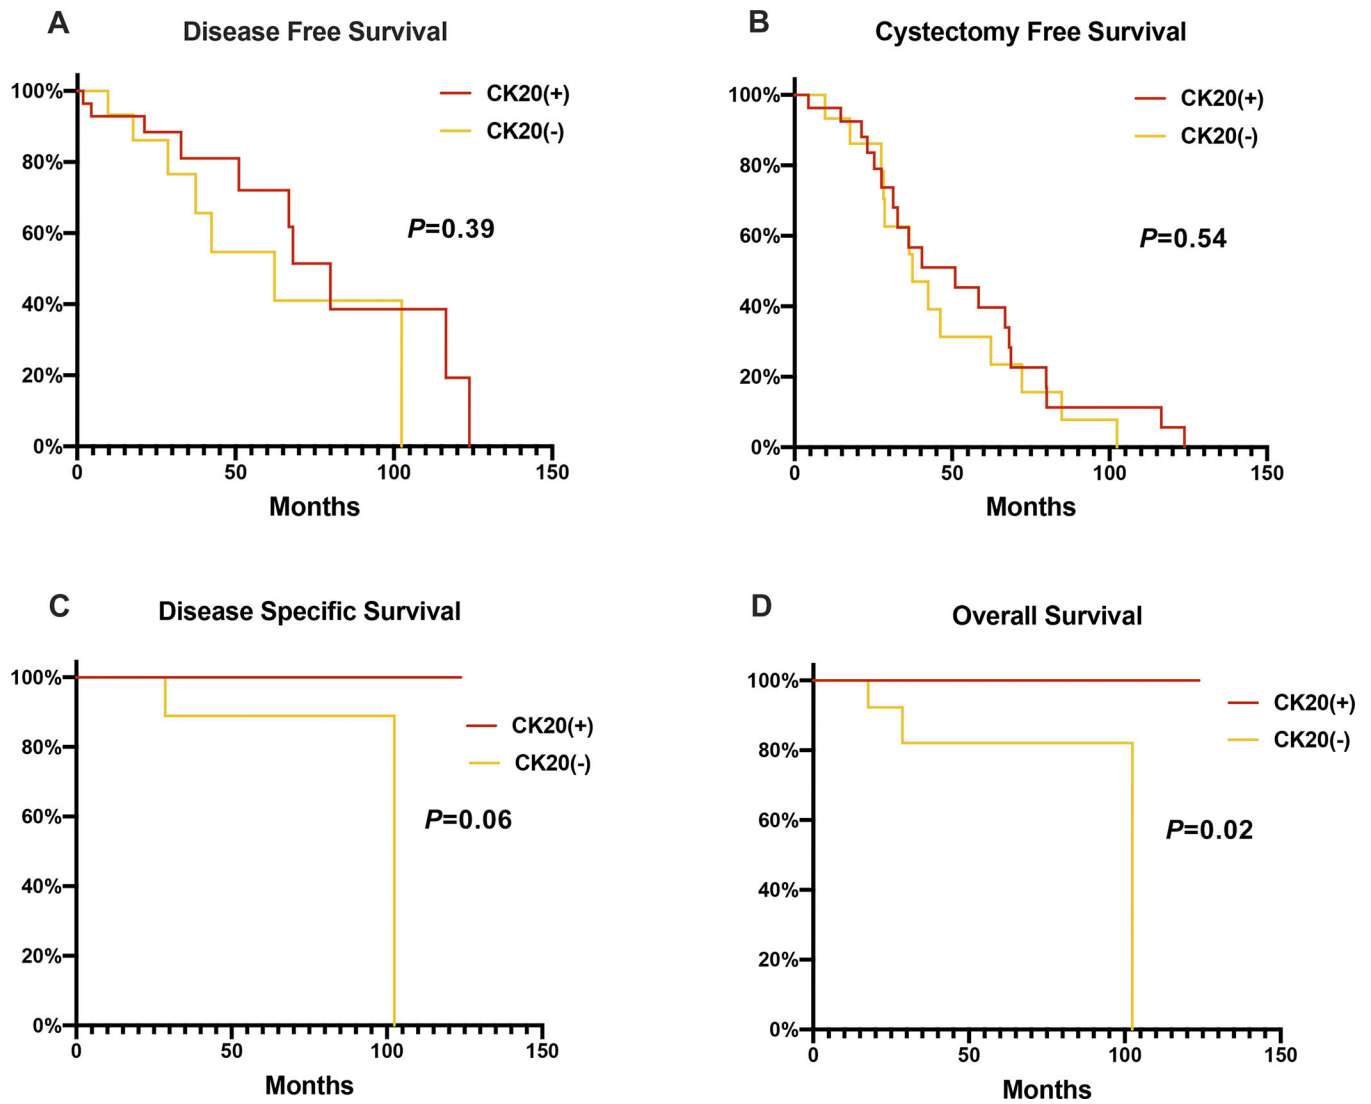 A
Disease Free Survival
100%
80%
60%
40%
20%
0%
CK20(+)
CK20(-)
P=0.39
0 50 100 150
Months
B
Cystectomy Free Survival
100%
80%
60%
40%
20%
0%
CK20(+)
CK20(-)
P=0.54
0 50 100 150
Months
C
Disease Specific Survival
100%
80%
60%
40%
20%
0%
CK20(+)
CK20(-)
P=0.06
0 50 100 150
Months
D
Overall Survival
100%
80%
60%
40%
20%
0%
CK20(+)
CK20(-)
P=0.02
0 50 100 150
Months